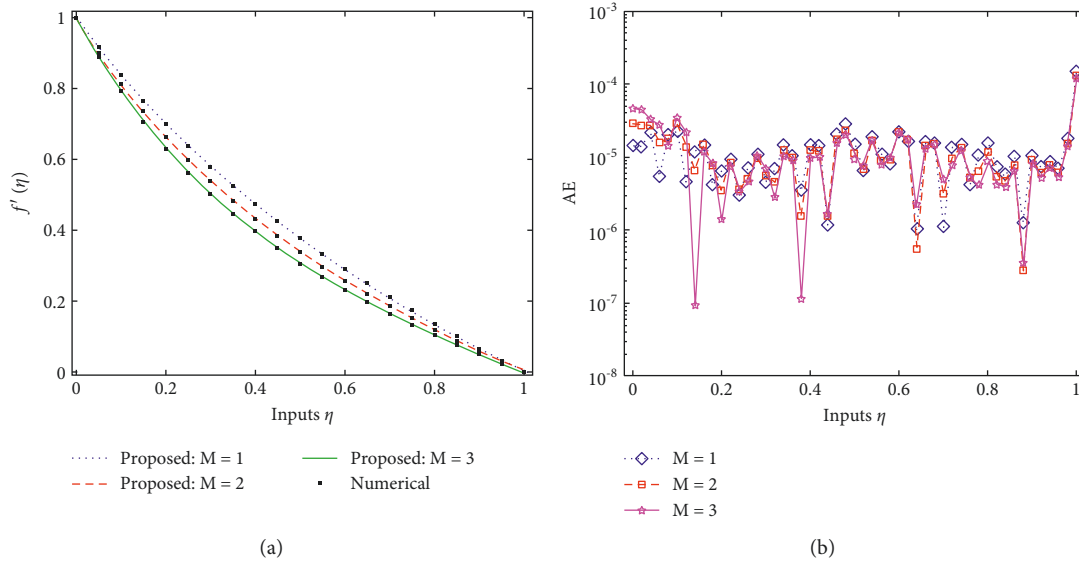 1
0.8
0.6
0.4
0.2
0
f′(η)
0
0.2
0.4
0.6
0.8
1
Inputs η
Proposed: M = 1
Proposed: M = 2
Proposed: M = 3
Numerical
(a)
10⁻³
10⁻⁴
10⁻⁵
10⁻⁶
10⁻⁷
10⁻⁸
AE
0
0.2
0.4
0.6
0.8
1
Inputs η
M = 1
M = 2
M = 3
(b)